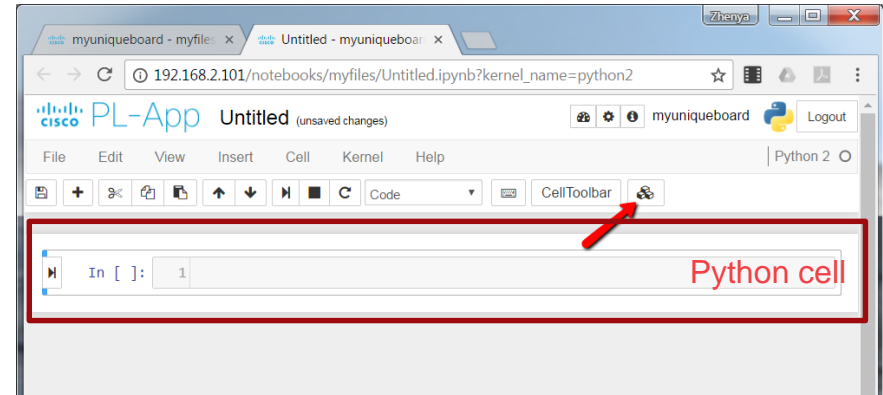 Zhenya
myuniqueboard - myfiles
Untitled - myuniqueboar
192.168.2.101/notebooks/myfiles/Untitled.ipynb?kernel_name=python2
cisco PL-App Untitled (unsaved changes) myuniqueboard Logout
File Edit View Insert Cell Kernel Help Python 2
Code CellToolbar
In [ ]: 1
Python cell